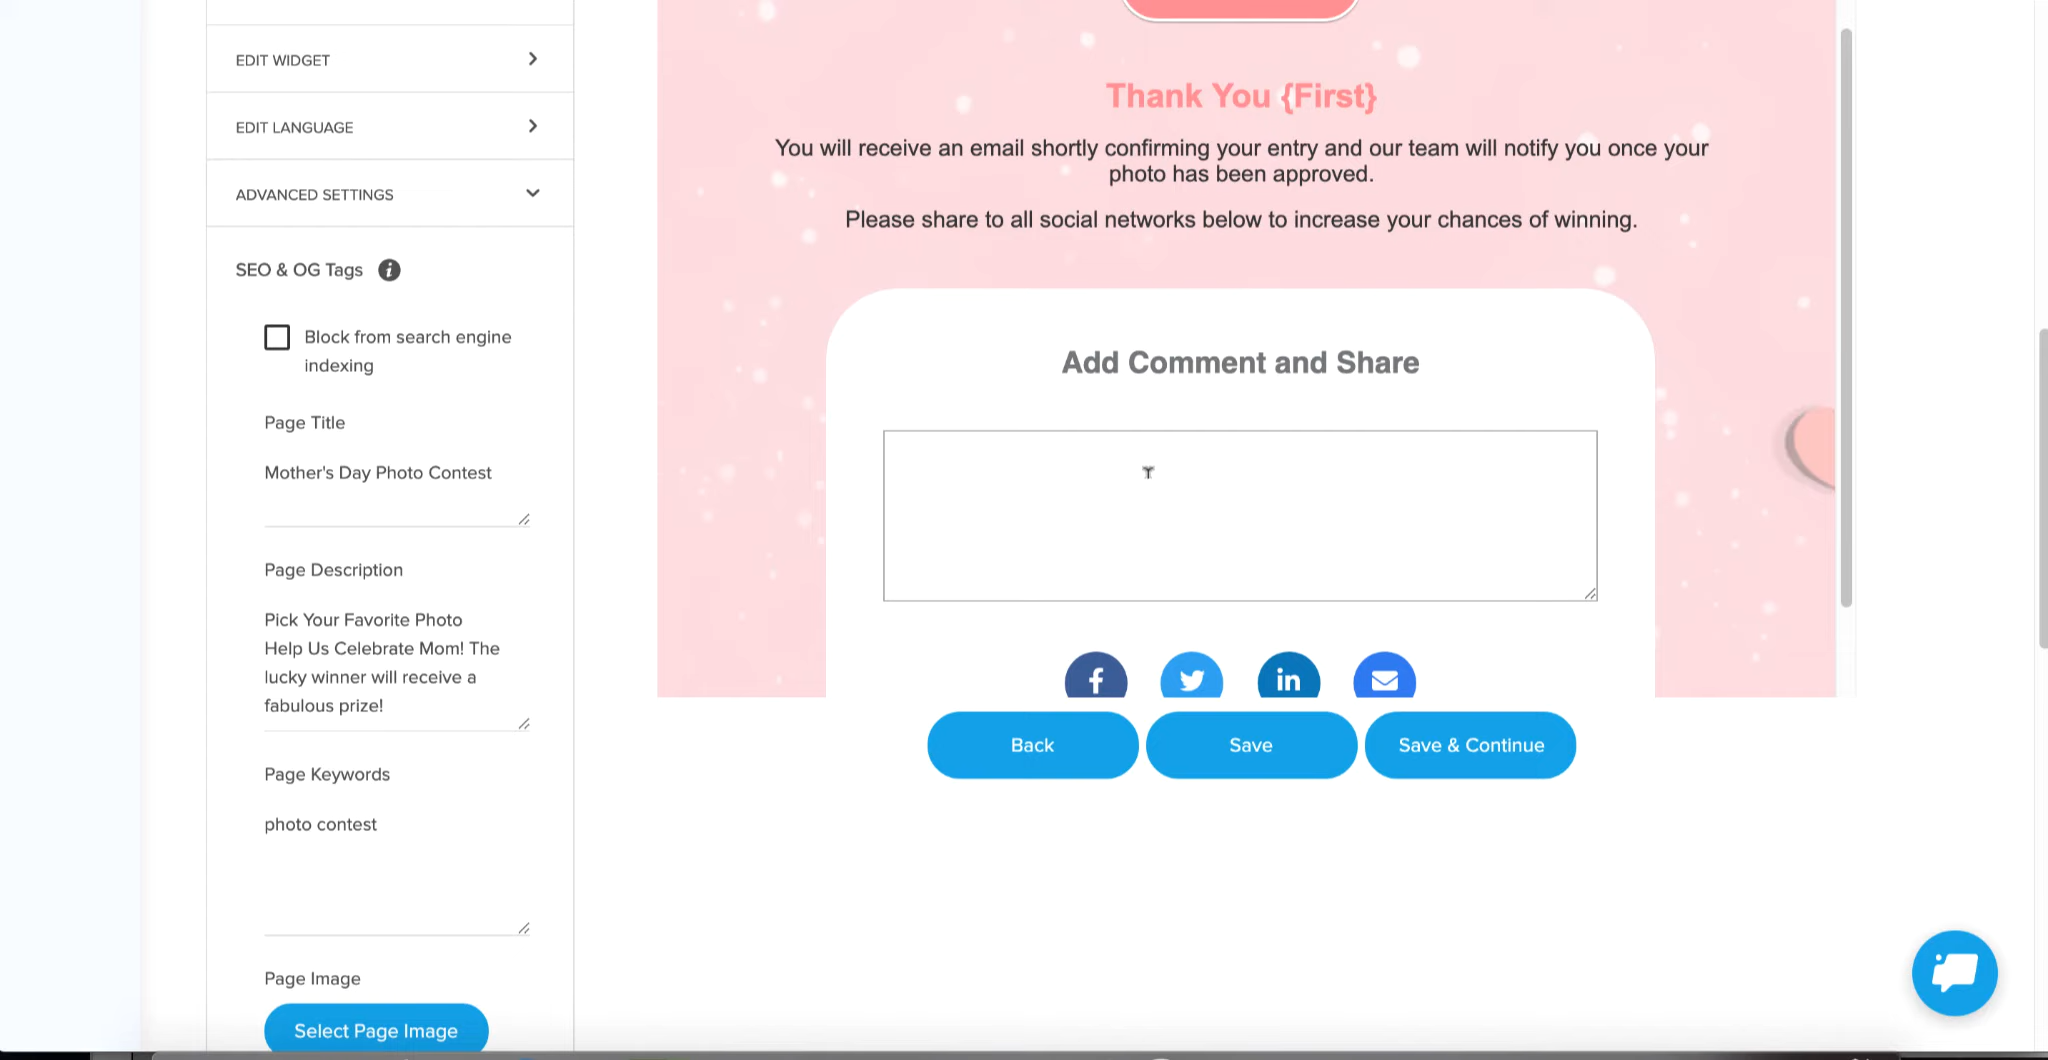 EDIT WIDGET
EDIT LANGUAGE
ADVANCED SETTINGS
SEO & OG Tags
Block from search engine
indexing
Page Title
Mother's Day Photo Contest
Page Description
Pick Your Favorite Photo
Help Us Celebrate Mom! The
lucky winner will receive a
fabulous prize!
Page Keywords
photo contest
Page Image
Select Page Image
Thank You {First}
You will receive an email shortly confirming your entry and our team will notify you once your
photo has been approved.
Please share to all social networks below to increase your chances of winning.
Add Comment and Share
Back
Save
Save & Continue